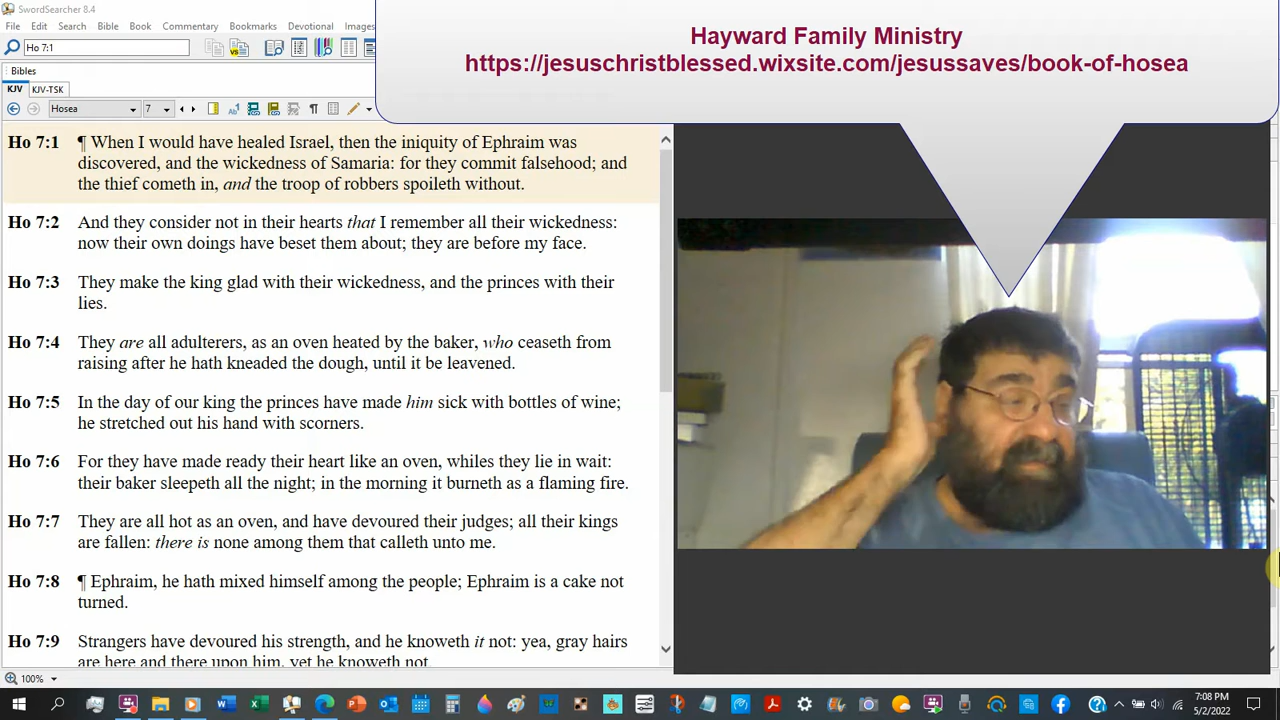 SwordSearcher 8.4
File Edit Search Bible Book Commentary Bookmarks Devotional Images
Hayward Family Ministry
https://jesuschristblessed.wixsite.com/jesussaves/book-of-hosea
Ho 7:1
VS
Bibles
KJV KJV-TSK
Hosea 7
Ho 7:1 ¶ When I would have healed Israel, then the iniquity of Ephraim was
discovered, and the wickedness of Samaria: for they commit falsehood; and
the thief cometh in, and the troop of robbers spoileth without.
Ho 7:2 And they consider not in their hearts that I remember all their wickedness:
now their own doings have beset them about; they are before my face.
Ho 7:3 They make the king glad with their wickedness, and the princes with their
lies.
Ho 7:4 They are all adulterers, as an oven heated by the baker, who ceaseth from
raising after he hath kneaded the dough, until it be leavened.
Ho 7:5 In the day of our king the princes have made him sick with bottles of wine;
he stretched out his hand with scorners.
Ho 7:6 For they have made ready their heart like an oven, whiles they lie in wait:
their baker sleepeth all the night; in the morning it burneth as a flaming fire.
Ho 7:7 They are all hot as an oven, and have devoured their judges; all their kings
are fallen: there is none among them that calleth unto me.
Ho 7:8 ¶ Ephraim, he hath mixed himself among the people; Ephraim is a cake not
turned.
Ho 7:9 Strangers have devoured his strength, and he knoweth it not: yea, gray hairs
are here and there upon him, yet he knoweth not.
100%
7:08 PM
5/2/2022